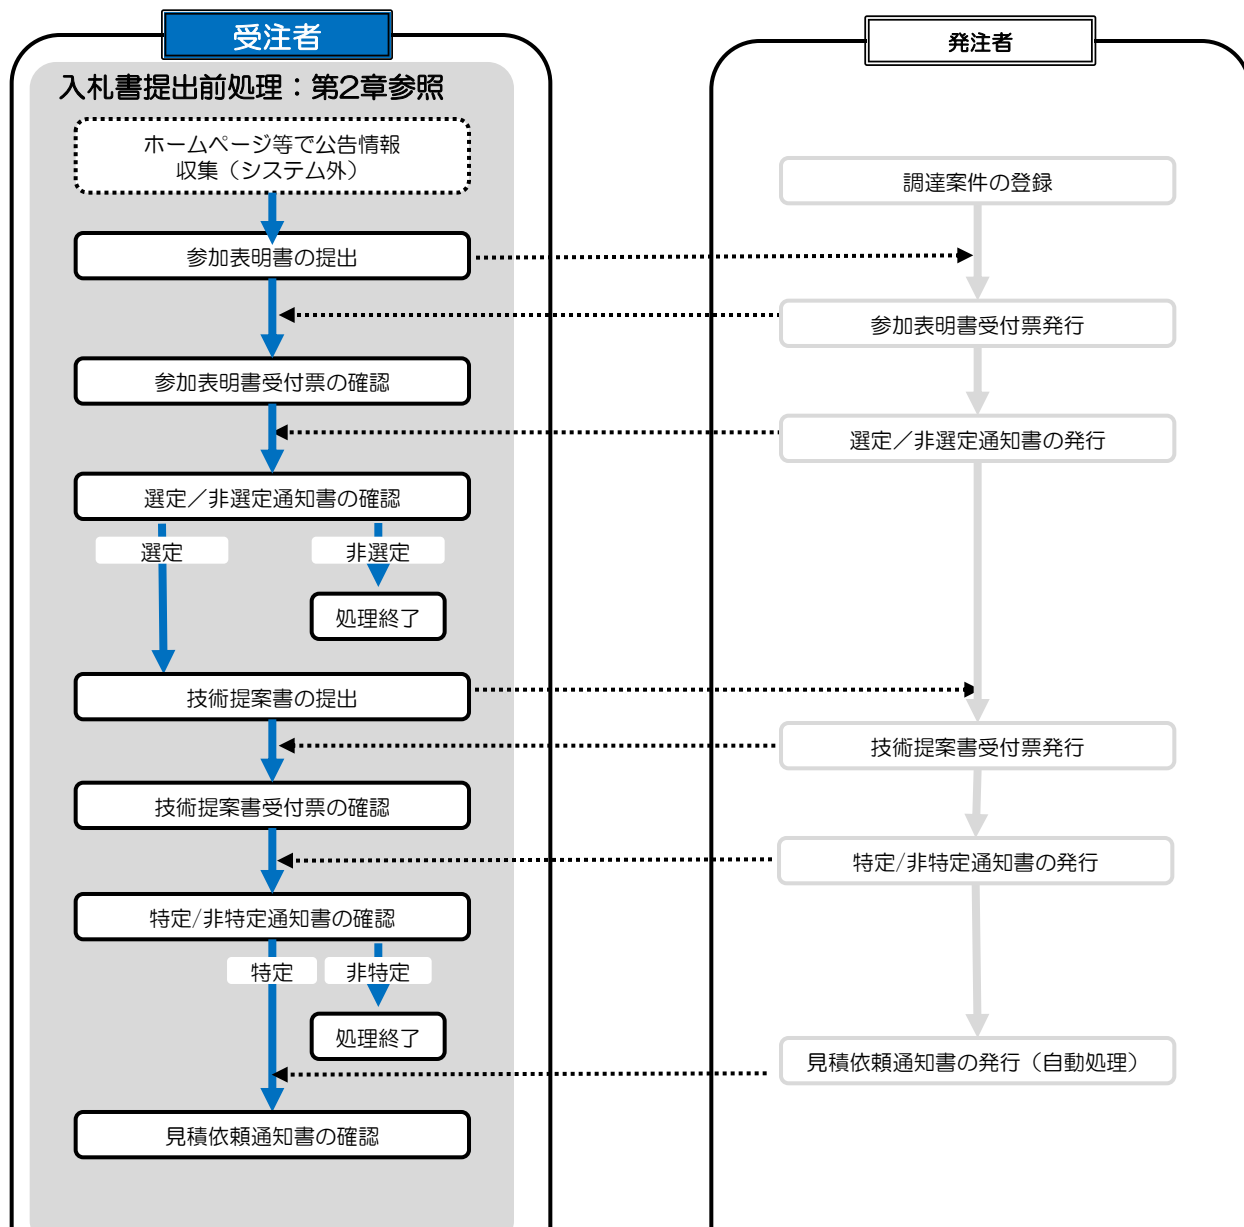 受注者
入札書提出前処理：第2章参照
ホームページ等で公告情報
収集（システム外）
参加表明書の提出
参加表明書受付票の確認
選定／非選定通知書の確認
選定
非選定
処理終了
技術提案書の提出
技術提案書受付票の確認
特定/非特定通知書の確認
特定
非特定
処理終了
見積依頼通知書の確認
発注者
調達案件の登録
参加表明書受付票発行
選定／非選定通知書の発行
技術提案書受付票発行
特定/非特定通知書の発行
見積依頼通知書の発行（自動処理）